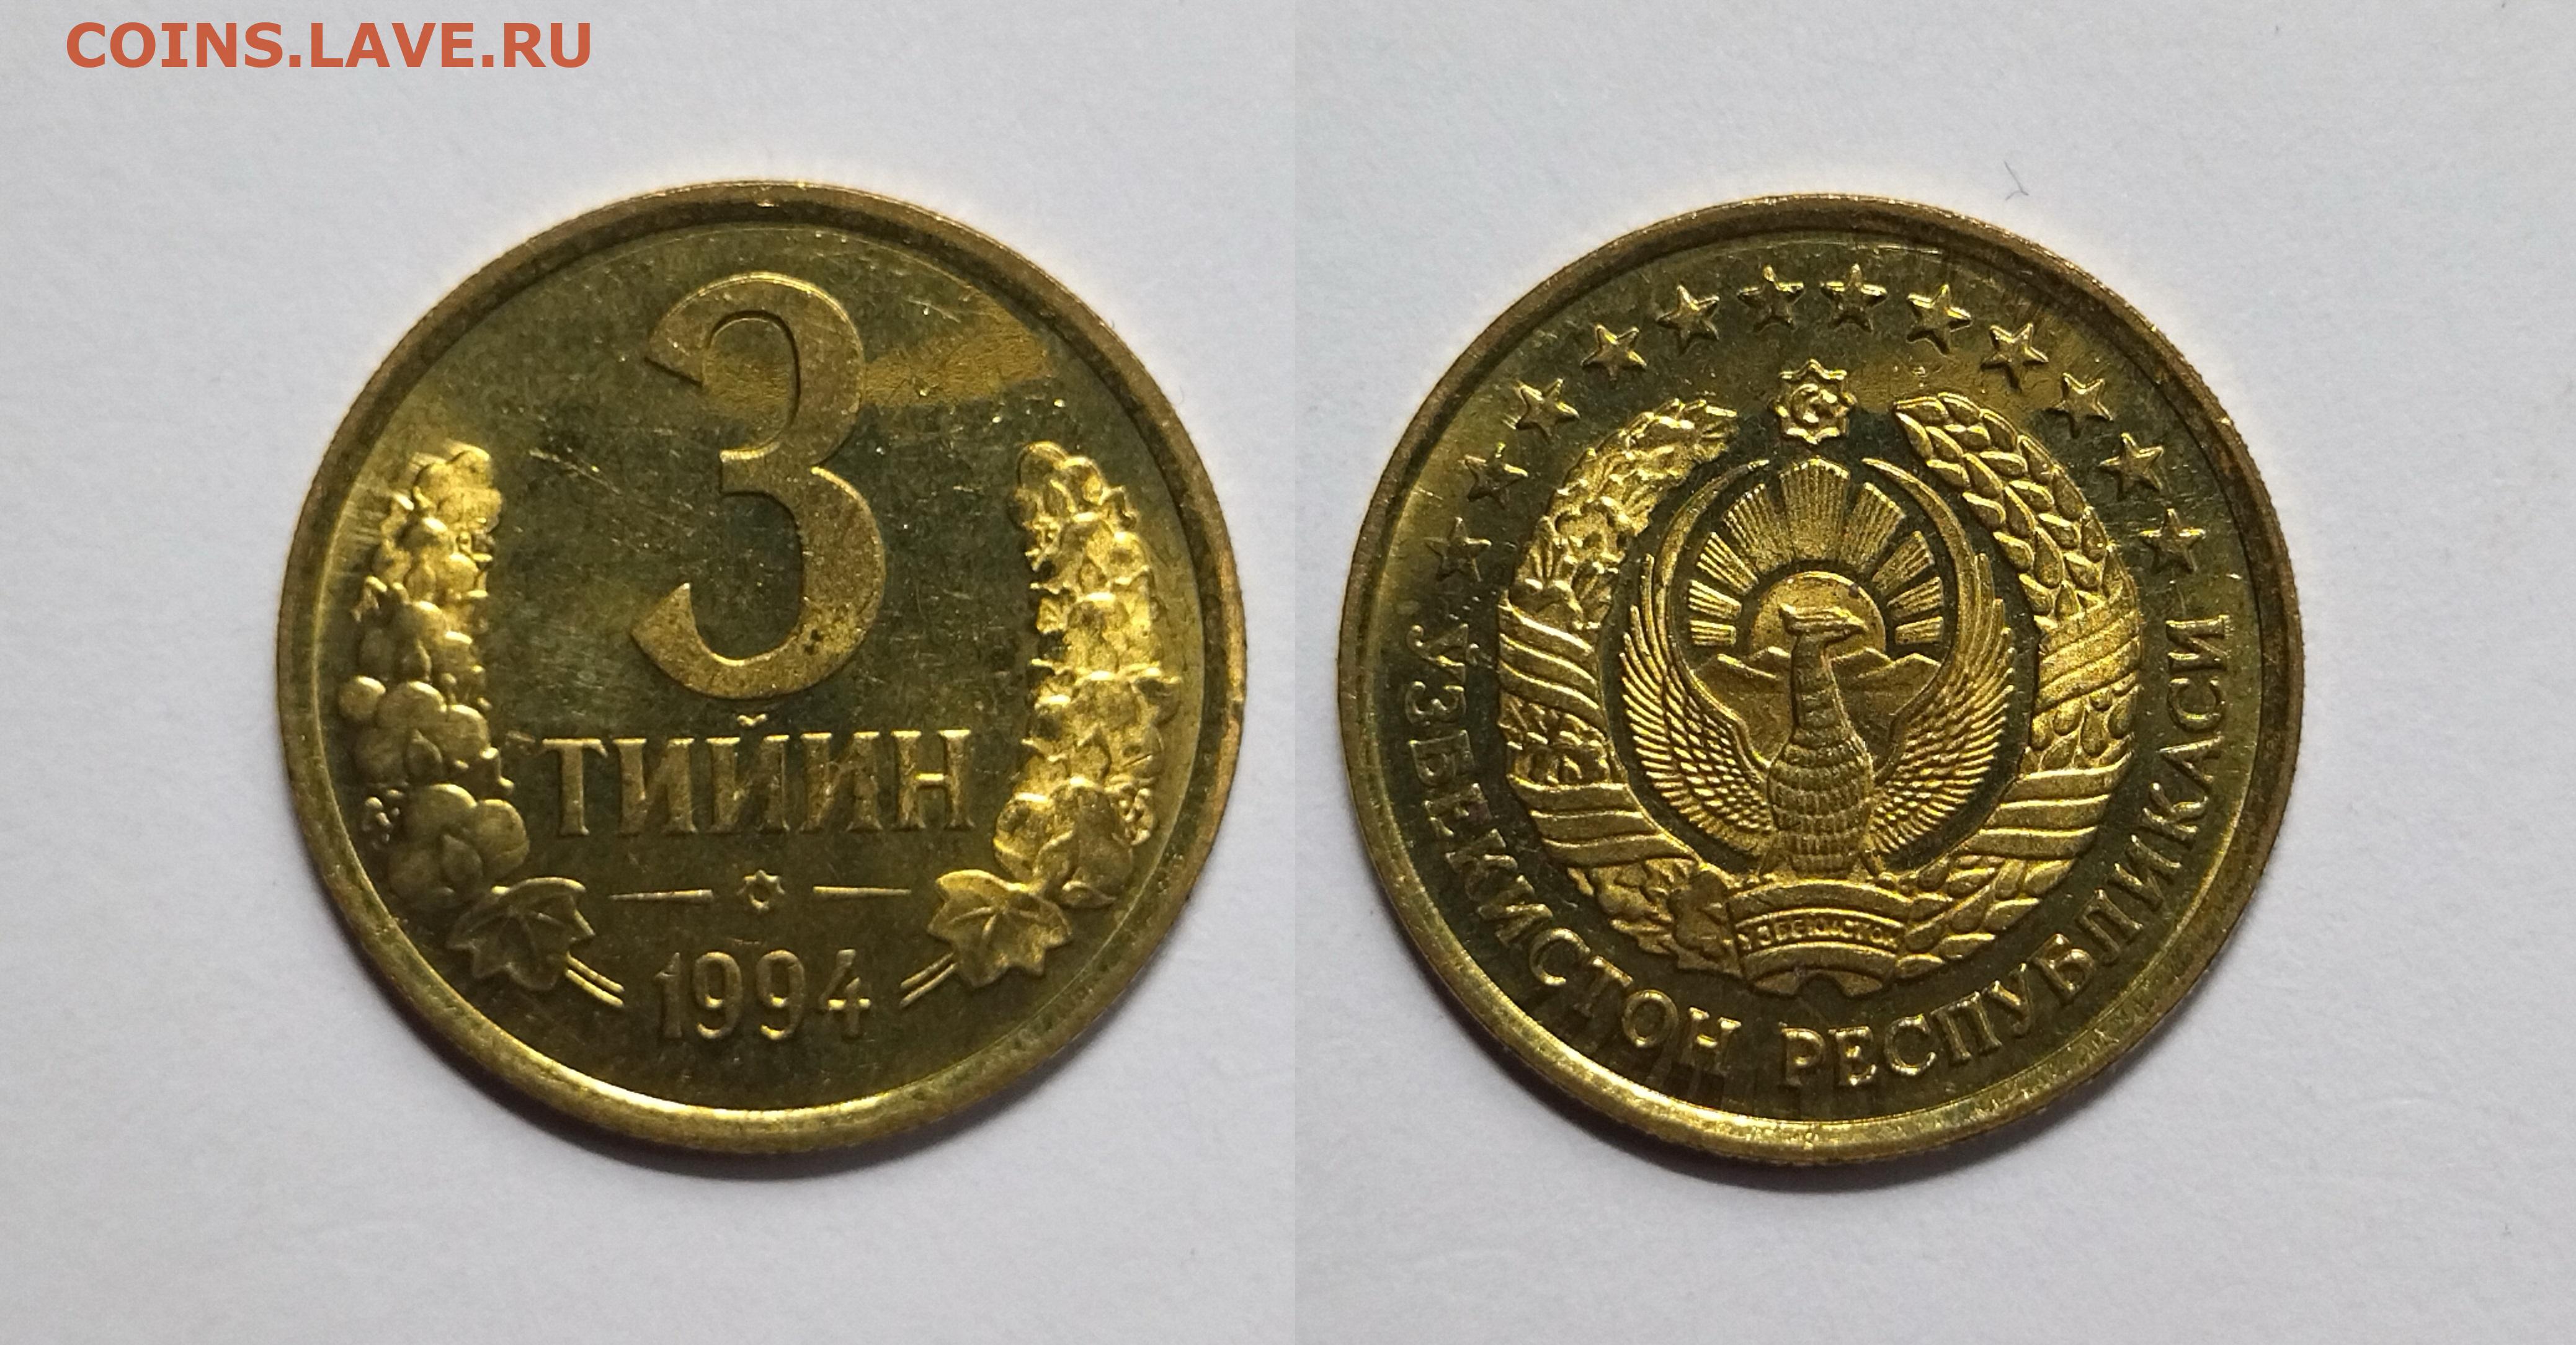 COINS.LAVE.RU
3
ТИЙИН
1994
ЎЗБЕКИСТОН РЕСПУБЛИКАСИ
ЎЗБЕКИСТОН